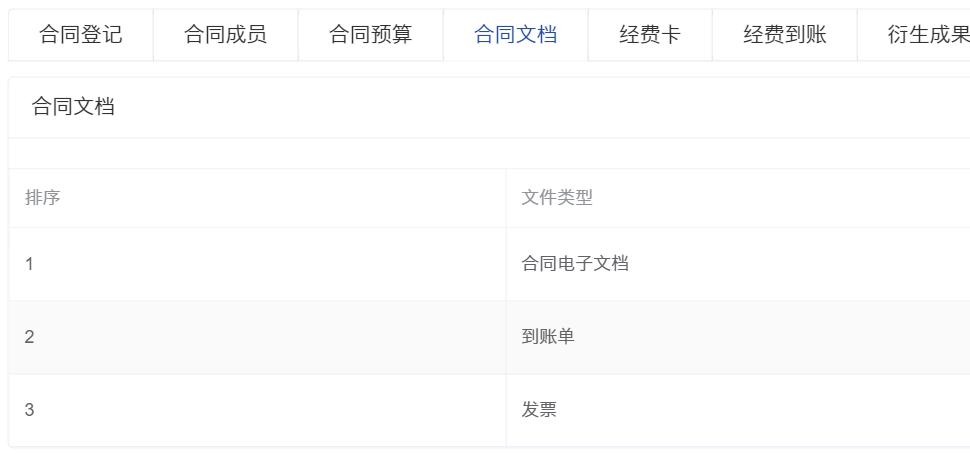 合同登记 合同成员 合同预算 合同文档 经费卡 经费到账 衍生成果
合同文档
排序 文件类型
1 合同电子文档
2 到账单
3 发票